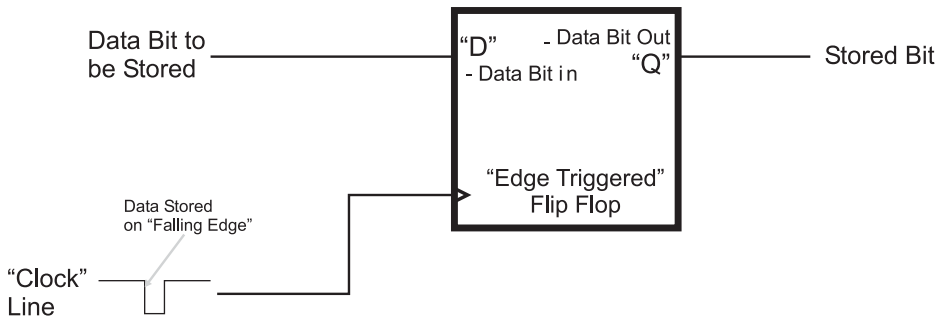 Data Bit to
be Stored
“D”
- Data Bit in
- Data Bit Out
“Q”
Stored Bit
“Edge Triggered”
Flip Flop
Data Stored
on “Falling Edge”
“Clock”
Line